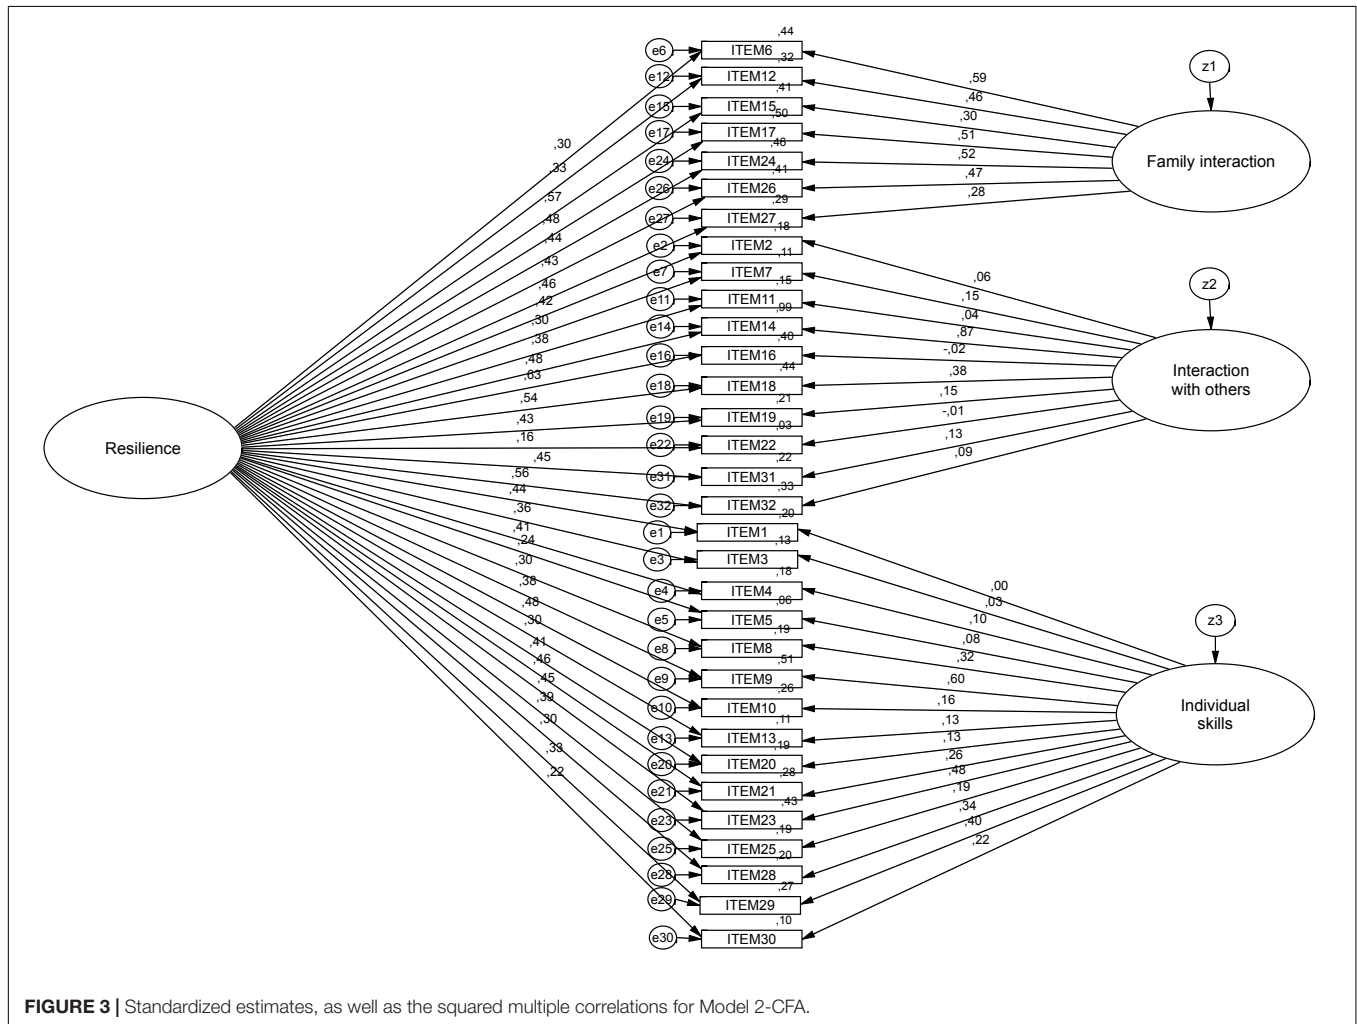 ,44
e6 ITEM6
,32
e12 ITEM12
,41
e15 ITEM15
,50
e17 ITEM17
,46
e24 ITEM24
,41
e26 ITEM26
,29
e27 ITEM27
,18
e2 ITEM2
,11
e7 ITEM7
,15
e11 ITEM11
,99
e14 ITEM14
,40
e16 ITEM16
,44
e18 ITEM18
,21
e19 ITEM19
,03
e22 ITEM22
,22
e31 ITEM31
,33
e32 ITEM32
,20
e1 ITEM1
,13
e3 ITEM3
,18
e4 ITEM4
,06
e5 ITEM5
,19
e8 ITEM8
,51
e9 ITEM9
,26
e10 ITEM10
,11
e13 ITEM13
,19
e20 ITEM20
,28
e21 ITEM21
,43
e23 ITEM23
,19
e25 ITEM25
,20
e28 ITEM28
,27
e29 ITEM29
,10
e30 ITEM30
Resilience
,30
,33
,57
,48
,44
,43
,46
,42
,30
,38
,48
,63
,54
,43
,16
,45
,56
,44
,36
,41
,24
,30
,38
,48
,30
,41
,46
,45
,39
,30
,33
,22
z1
Family interaction
,59
,46
,30
,51
,52
,47
,28
z2
Interaction
with others
,06
,15
,04
,87
-,02
,38
,15
-,01
,13
,09
z3
Individual
skills
,00
,03
,10
,08
,32
,60
,16
,13
,13
,26
,48
,19
,34
,40
,22
FIGURE 3 | Standardized estimates, as well as the squared multiple correlations for Model 2-CFA.